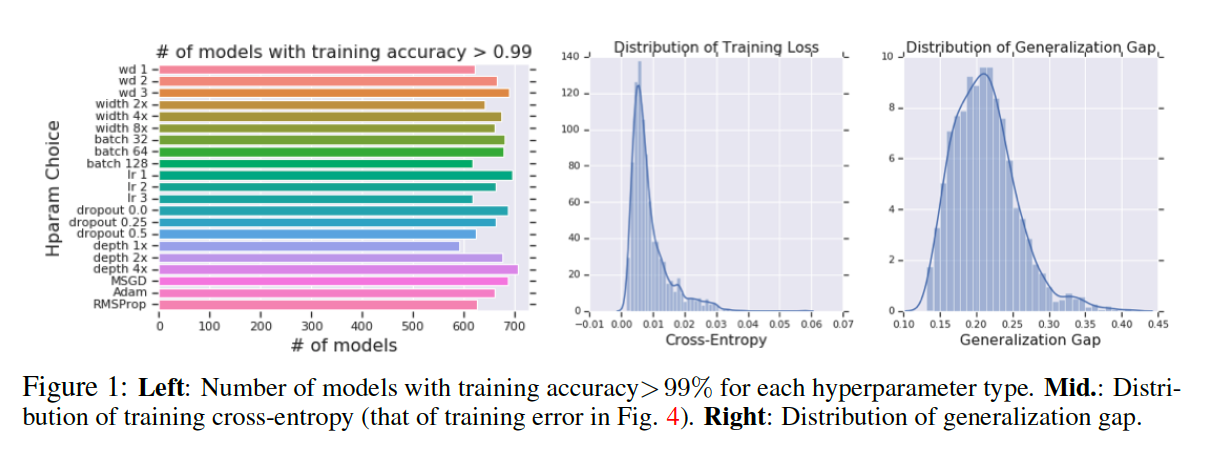 # of models with training accuracy > 0.99
Hparam Choice
wd 1
wd 2
wd 3
width 2x
width 4x
width 8x
batch 32
batch 64
batch 128
lr 1
lr 2
lr 3
dropout 0.0
dropout 0.25
dropout 0.5
depth 1x
depth 2x
depth 4x
MSGD
Adam
RMSProp
0 100 200 300 400 500 600 700
# of models
Distribution of Training Loss
140
120
100
80
60
40
20
0
−0.01 0.00 0.01 0.02 0.03 0.04 0.05 0.06 0.07
Cross-Entropy
Distribution of Generalization Gap
10
8
6
4
2
0
0.10 0.15 0.20 0.25 0.30 0.35 0.40 0.45
Generalization Gap
Figure 1: Left: Number of models with training accuracy> 99% for each hyperparameter type. Mid.: Distri-
bution of training cross-entropy (that of training error in Fig. 4). Right: Distribution of generalization gap.